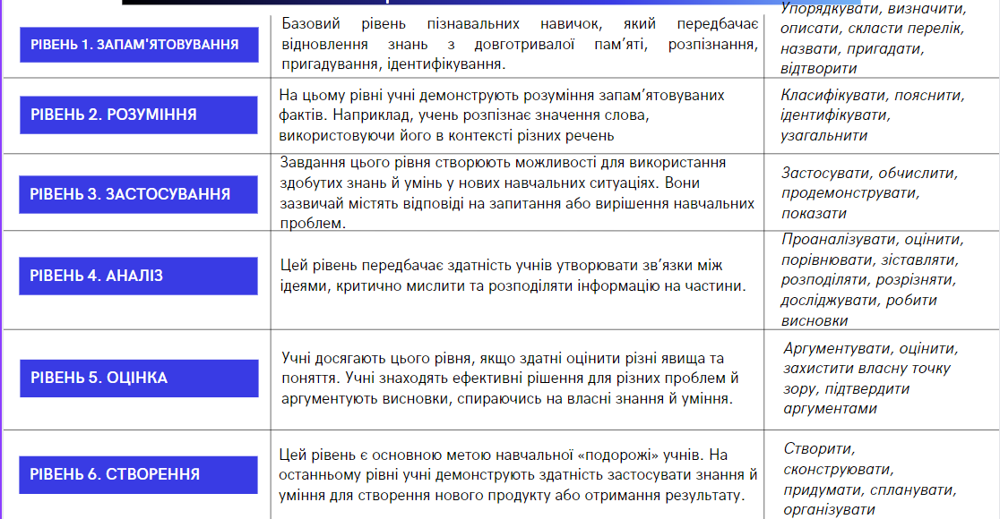 РІВЕНЬ 1. ЗАПАМ'ЯТОВУВАННЯ
Базовий рівень пізнавальних навичок, який передбачає
відновлення знань з довготривалої пам’яті, розпізнання,
пригадування, ідентифікування.
Упорядкувати, визначити,
описати, скласти перелік,
назвати, пригадати,
відтворити
РІВЕНЬ 2. РОЗУМІННЯ
На цьому рівні учні демонструють розуміння запам’ятовуваних
фактів. Наприклад, учень розпізнає значення слова,
використовуючи його в контексті різних речень
Класифікувати, пояснити,
ідентифікувати,
узагальнити
РІВЕНЬ 3. ЗАСТОСУВАННЯ
Завдання цього рівня створюють можливості для використання
здобутих знань й умінь у нових навчальних ситуаціях. Вони
зазвичай містять відповіді на запитання або вирішення навчальних
проблем.
Застосувати, обчислити,
продемонструвати,
показати
РІВЕНЬ 4. АНАЛІЗ
Цей рівень передбачає здатність учнів утворювати зв’язки між
ідеями, критично мислити та розподіляти інформацію на частини.
Проаналізувати, оцінити,
порівнювати, зіставляти,
розподіляти, розрізняти,
досліджувати, робити
висновки
РІВЕНЬ 5. ОЦІНКА
Учні досягають цього рівня, якщо здатні оцінити різні явища та
поняття. Учні знаходять ефективні рішення для різних проблем й
аргументують висновки, спираючись на власні знання й уміння.
Аргументувати, оцінити,
захистити власну точку
зору, підтвердити
аргументами
РІВЕНЬ 6. СТВОРЕННЯ
Цей рівень є основною метою навчальної «подорожі» учнів. На
останньому рівні учні демонструють здатність застосувати знання й
уміння для створення нового продукту або отримання результату.
Створити,
сконструювати,
придумати, спланувати,
організувати